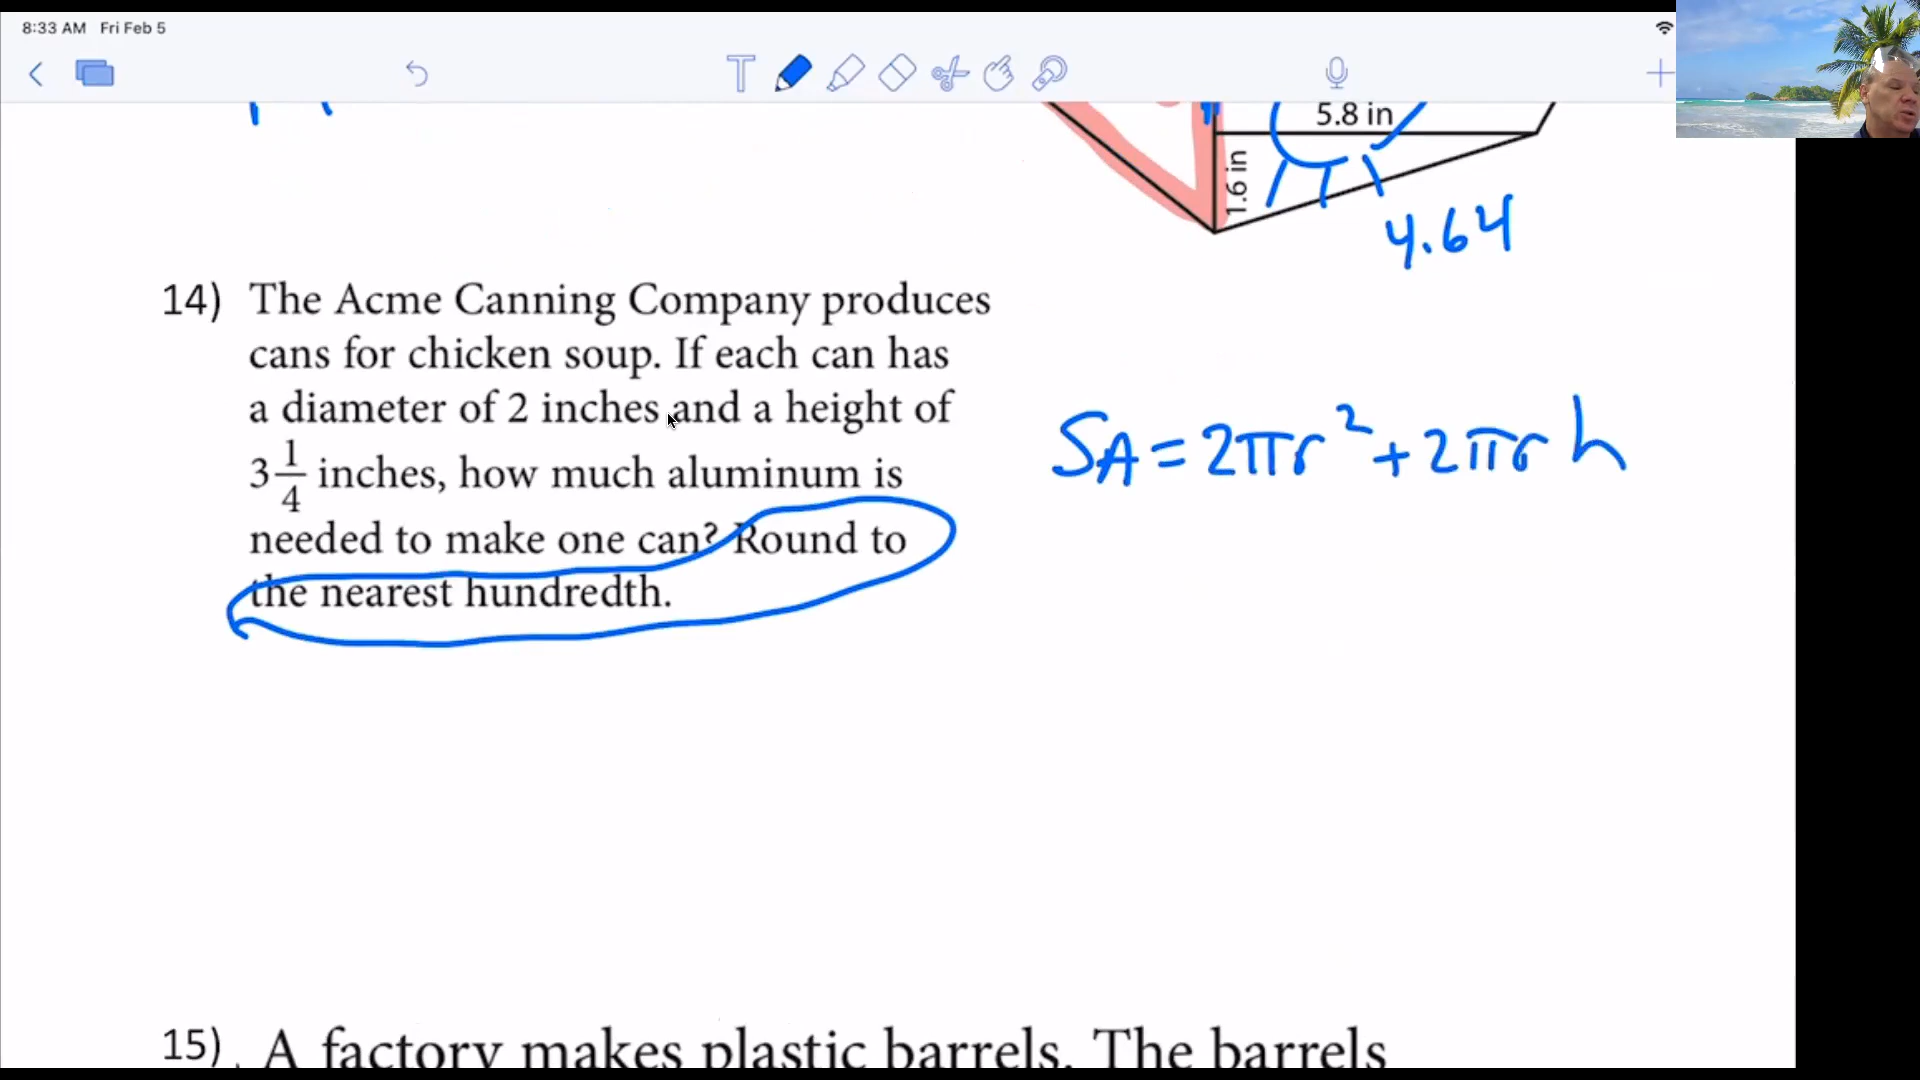 8:33 AM Fri Feb 5
5.8 in
1.6 in
4.64
14) The Acme Canning Company produces
cans for chicken soup. If each can has
a diameter of 2 inches and a height of
3 1/4 inches, how much aluminum is
needed to make one can? Round to
the nearest hundredth.
SA = 2πr² + 2πr h
15) A factory makes plastic barrels. The barrels